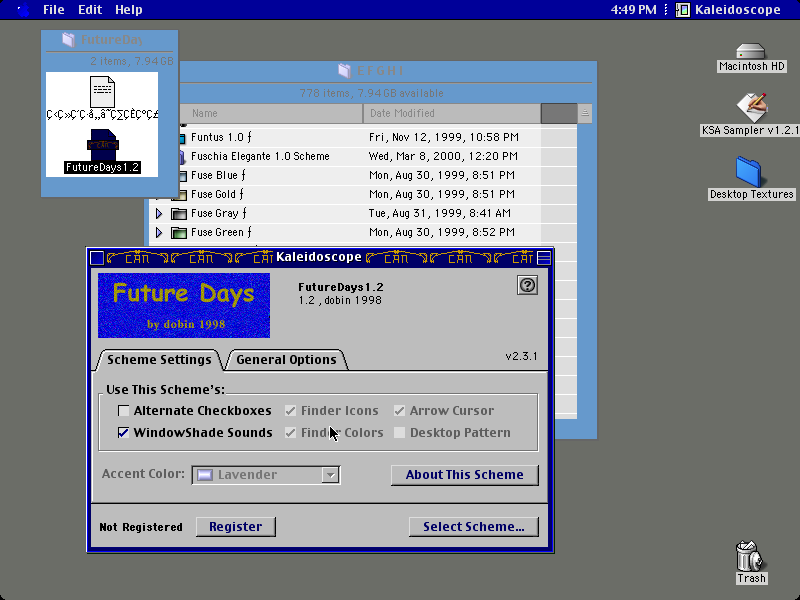 File Edit Help
4:49 PM
Kaleidoscope
FutureDay
2 items, 7.94 GB
FutureDays1.2
EFGHI
778 items, 7.94 GB available
Name
Date Modified
Funtus 1.0 ƒ
Fri, Nov 12, 1999, 10:58 PM
Fuschia Elegante 1.0 Scheme
Wed, Mar 8, 2000, 12:20 PM
Fuse Blue ƒ
Mon, Aug 30, 1999, 8:51 PM
Fuse Gold ƒ
Mon, Aug 30, 1999, 8:51 PM
Fuse Gray ƒ
Tue, Aug 31, 1999, 8:41 AM
Fuse Green ƒ
Mon, Aug 30, 1999, 8:52 PM
Macintosh HD
KSA Sampler v1.2.1
Desktop Textures
Trash
Kaleidoscope
Future Days
by dobin 1998
FutureDays1.2
1.2 , dobin 1998
?
v2.3.1
Scheme Settings
General Options
Use This Scheme's:
Alternate Checkboxes
Finder Icons
Arrow Cursor
WindowShade Sounds
Finder Colors
Desktop Pattern
Accent Color:
Lavender
About This Scheme
Not Registered
Register
Select Scheme...